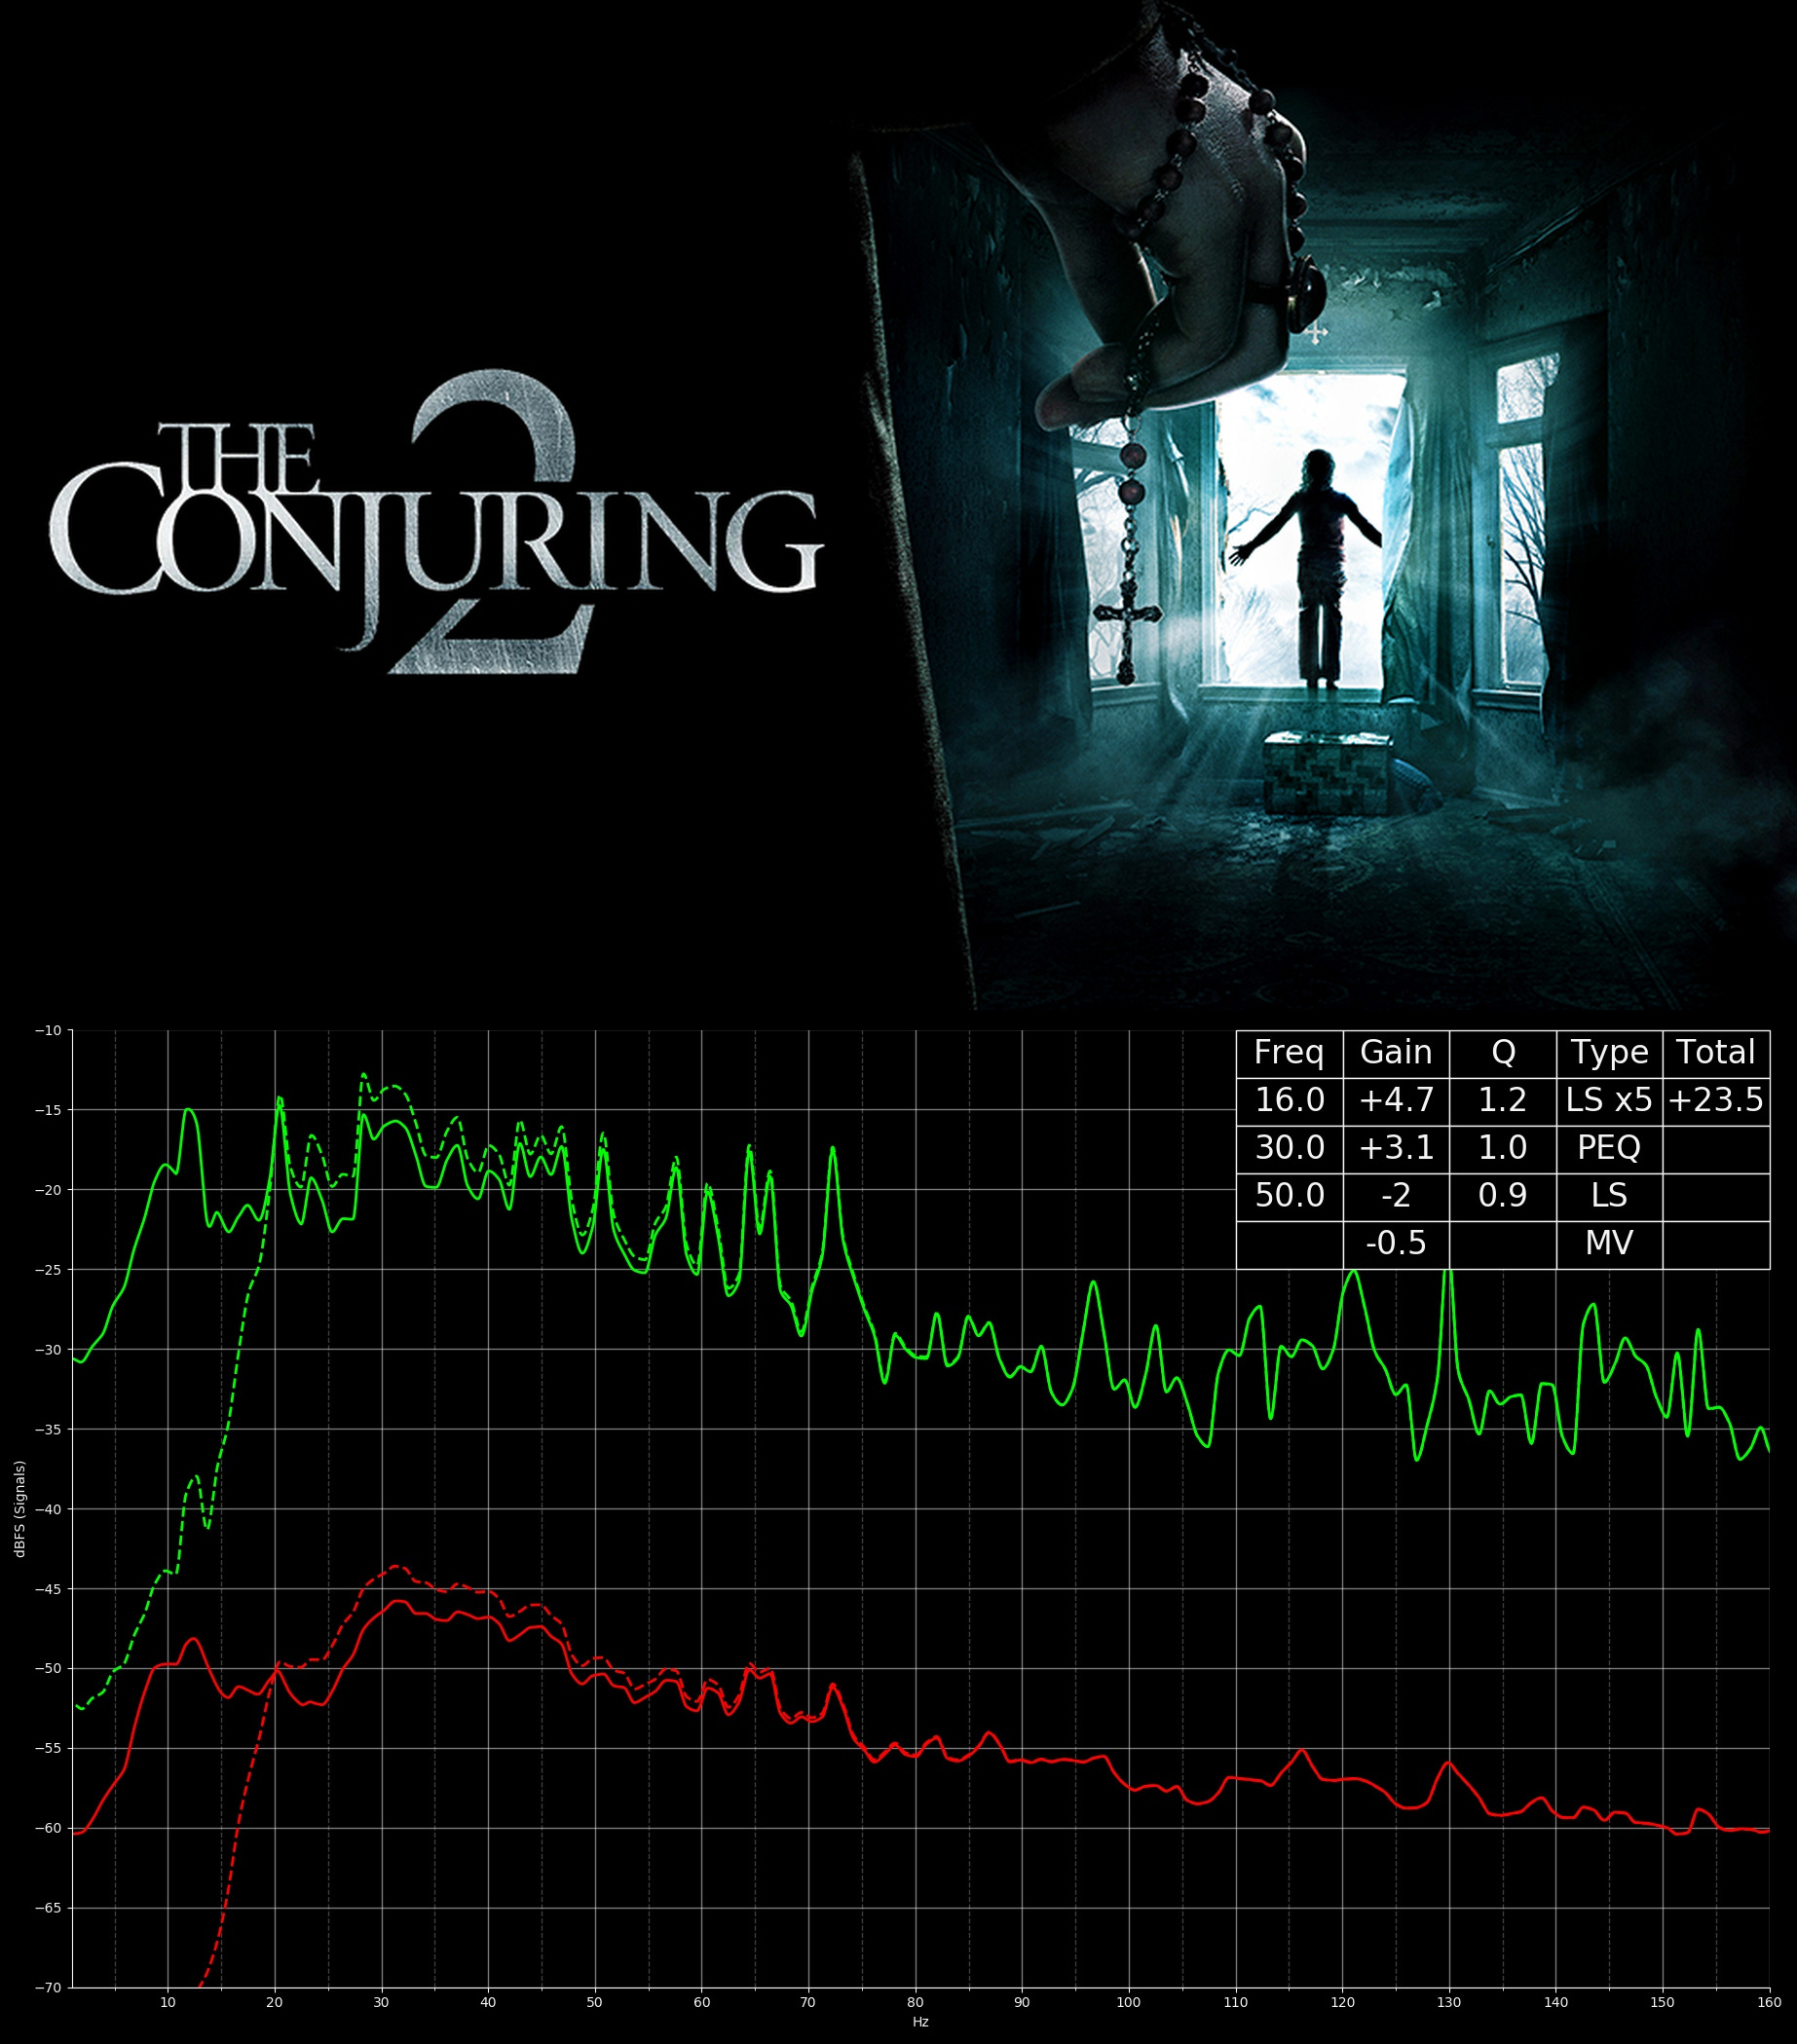 THE
CONJURING
2
Freq Gain Q Type Total
16.0 +4.7 1.2 LS x5 +23.5
30.0 +3.1 1.0 PEQ
50.0 -2 0.9 LS
-0.5 MV
−10
−15
−20
−25
−30
−35
−40
−45
−50
−55
−60
−65
−70
dBFS (Signals)
10 20 30 40 50 60 70 80 90 100 110 120 130 140 150 160
Hz